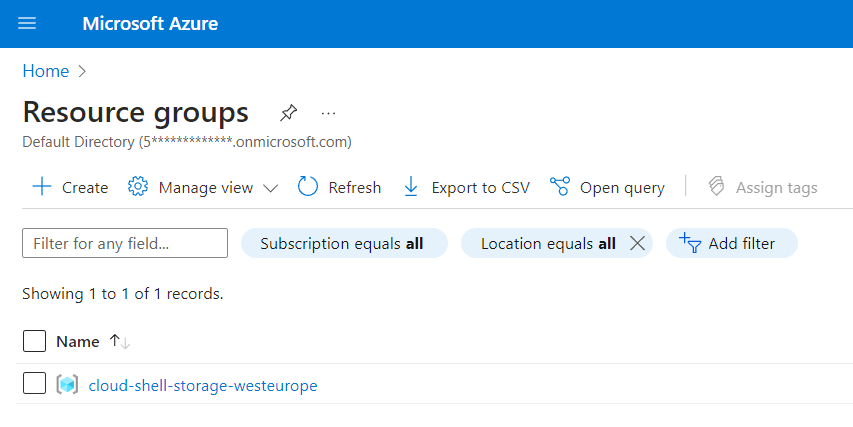 Microsoft Azure
Home
Resource groups
Default Directory (5*************.onmicrosoft.com)
Create Manage view Refresh Export to CSV Open query Assign tags
Filter for any field... Subscription equals all Location equals all Add filter
Showing 1 to 1 of 1 records.
Name
cloud-shell-storage-westeurope